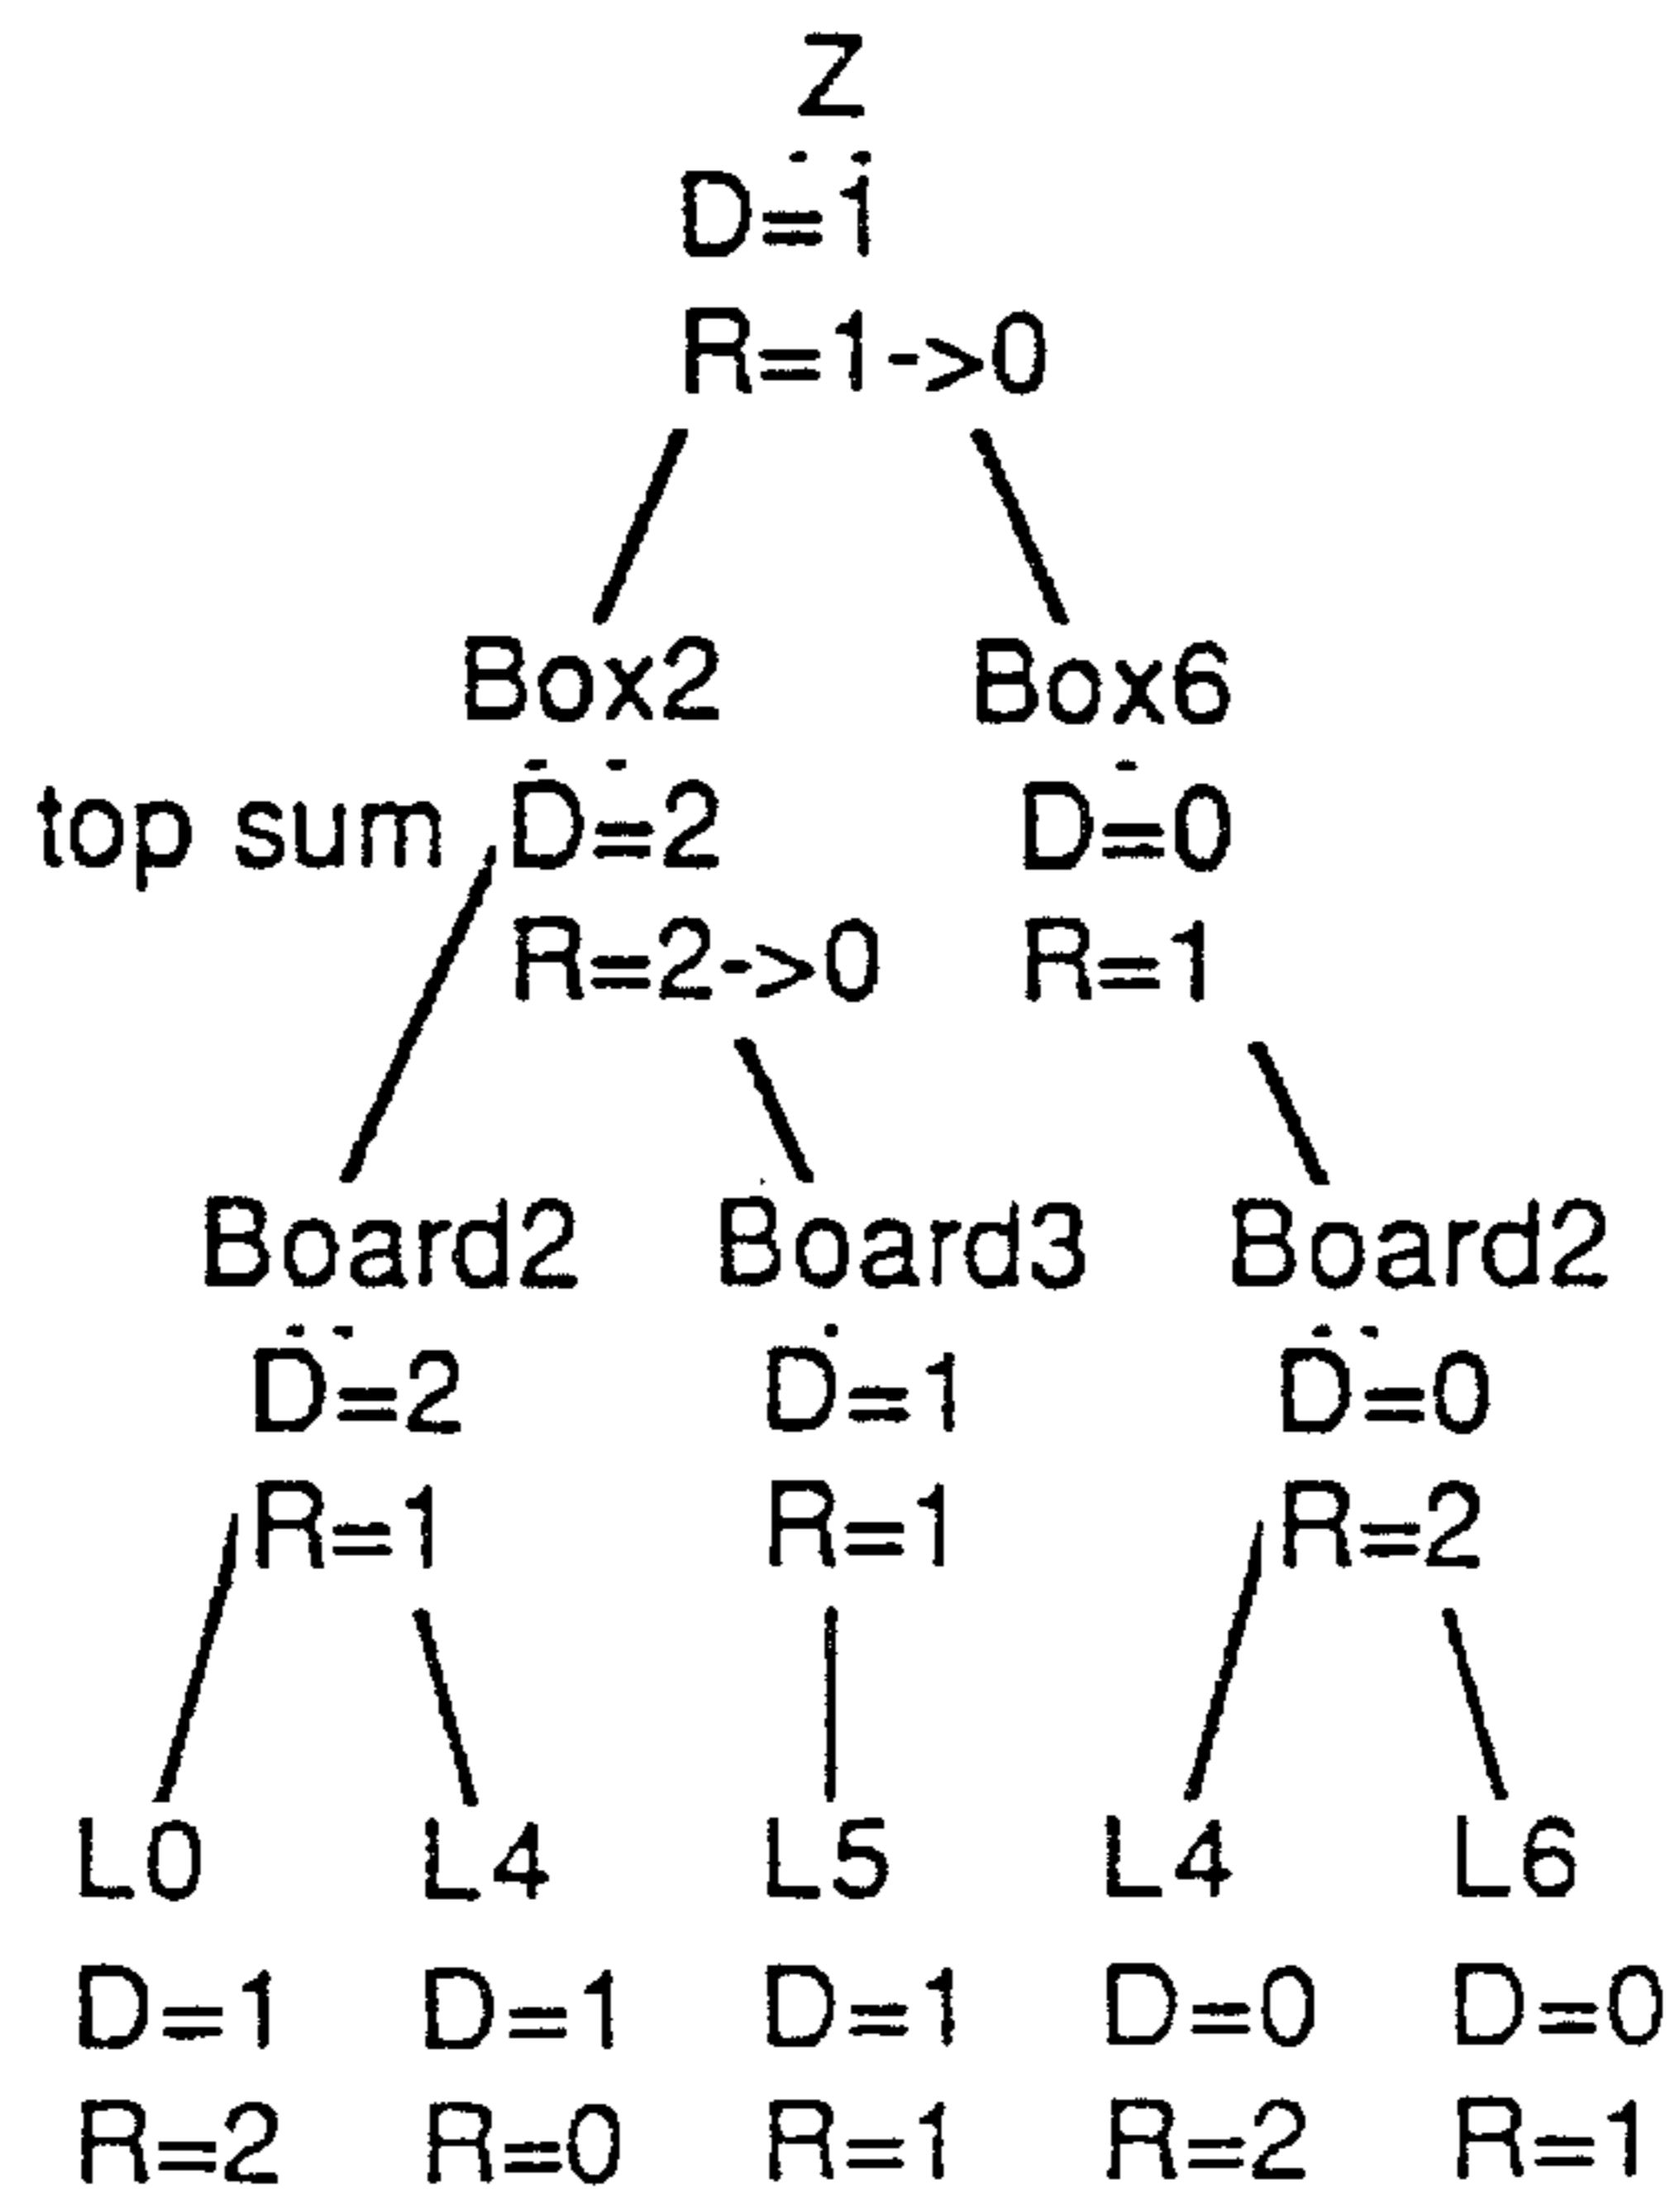 Z
D=1
R=1->0
Box2 Box6
top sum D=2 D=0
R=2->0 R=1
Board2 Board3 Board2
D=2 D=1 D=0
R=1 R=1 R=2
L0 L4 L5 L4 L6
D=1 D=1 D=1 D=0 D=0
R=2 R=0 R=1 R=2 R=1